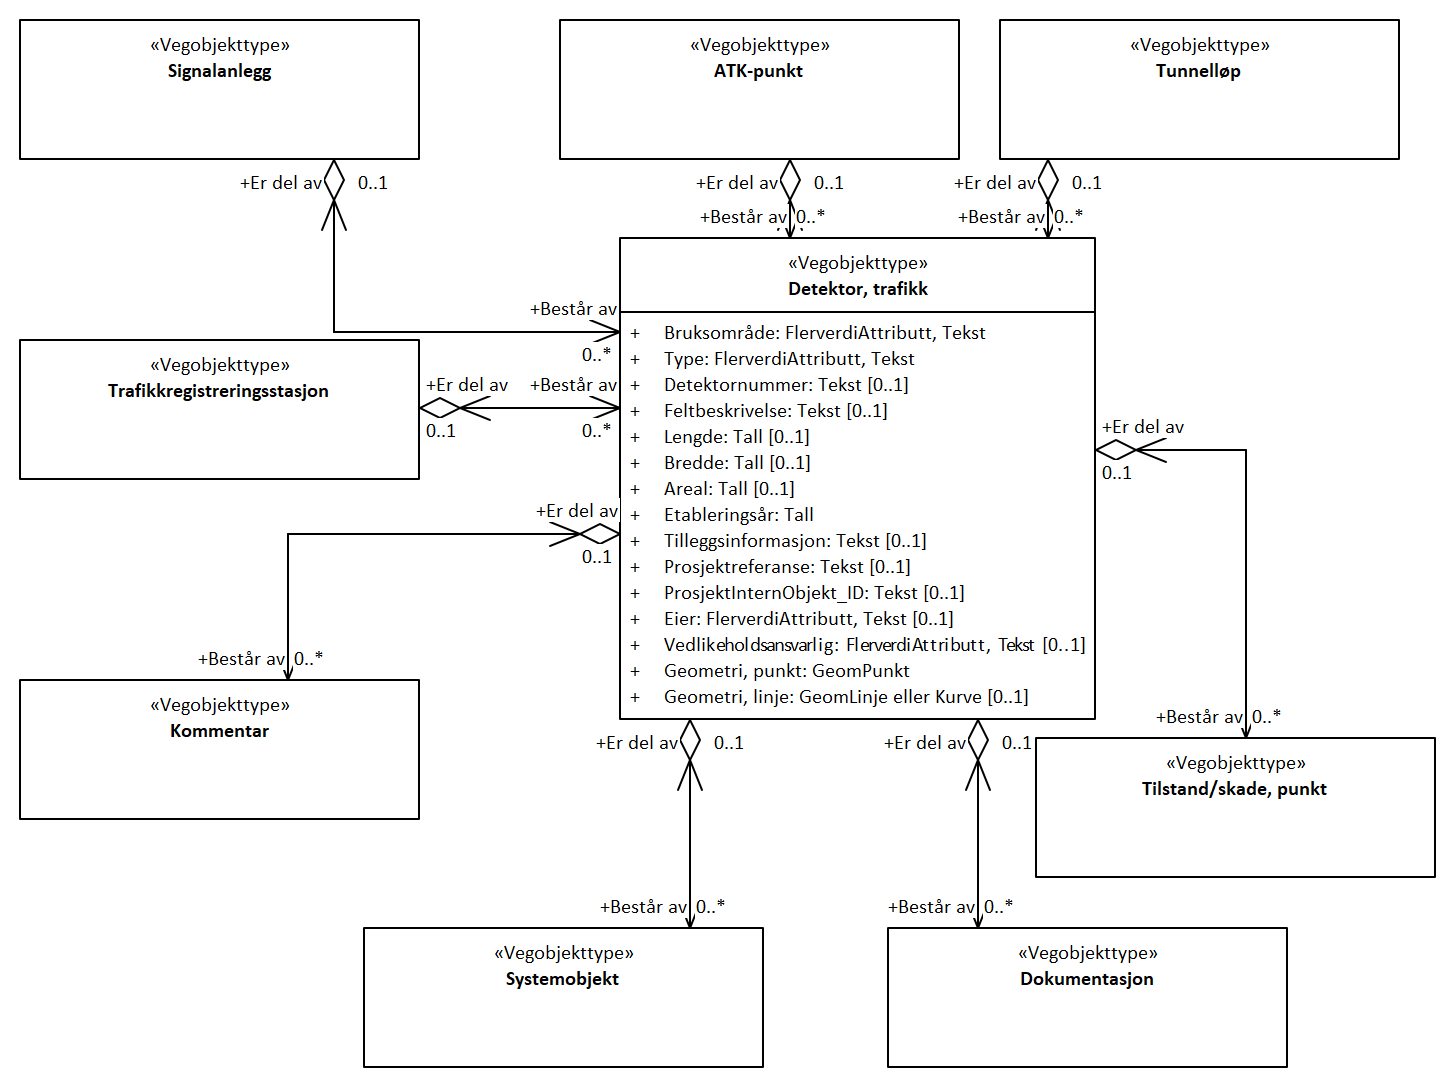 «Vegobjekttype»
Signalanlegg
«Vegobjekttype»
ATK-punkt
«Vegobjekttype»
Tunnelløp
+Er del av 0..1
+Er del av 0..1
+Er del av 0..1
+Består av 0..*
+Består av 0..*
«Vegobjekttype»
Detektor, trafikk
+ Bruksområde: FlerverdiAttributt, Tekst
+ Type: FlerverdiAttributt, Tekst
+ Detektornummer: Tekst [0..1]
+ Feltbeskrivelse: Tekst [0..1]
+ Lengde: Tall [0..1]
+ Bredde: Tall [0..1]
+ Areal: Tall [0..1]
+ Etableringsår: Tall
+ Tilleggsinformasjon: Tekst [0..1]
+ Prosjektreferanse: Tekst [0..1]
+ ProsjektInternObjekt_ID: Tekst [0..1]
+ Eier: FlerverdiAttributt, Tekst [0..1]
+ Vedlikeholdsansvarlig: FlerverdiAttributt, Tekst [0..1]
+ Geometri, punkt: GeomPunkt
+ Geometri, linje: GeomLinje eller Kurve [0..1]
+Består av
0..*
«Vegobjekttype»
Trafikkregistreringsstasjon
+Er del av
0..1
+Består av
0..*
+Er del av
0..1
+Er del av
0..1
+Består av 0..*
«Vegobjekttype»
Kommentar
+Består av 0..*
«Vegobjekttype»
Tilstand/skade, punkt
+Er del av 0..1
+Er del av 0..1
+Består av 0..*
+Består av 0..*
«Vegobjekttype»
Systemobjekt
«Vegobjekttype»
Dokumentasjon